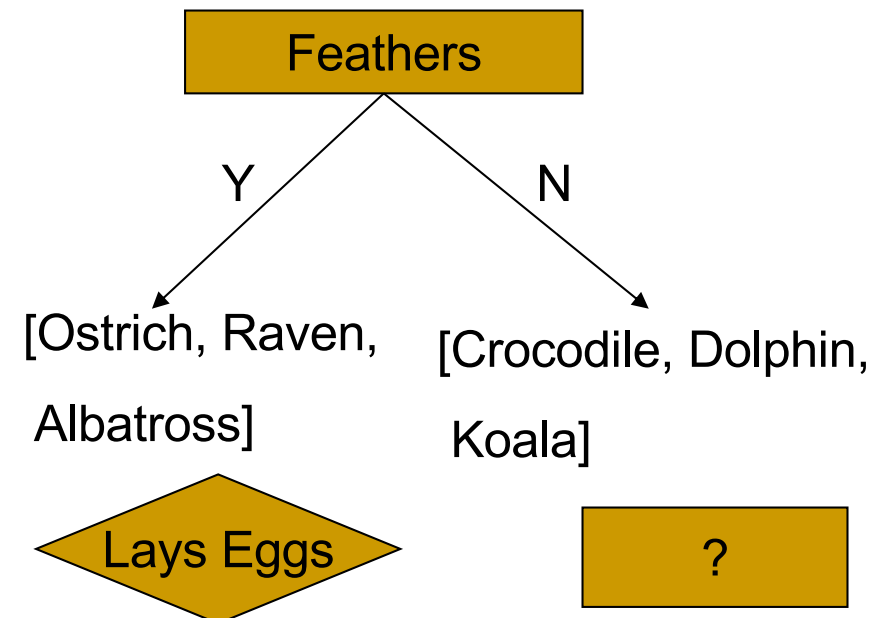 Feathers
Y
N
[Ostrich, Raven,
Albatross]
[Crocodile, Dolphin,
Koala]
Lays Eggs
?